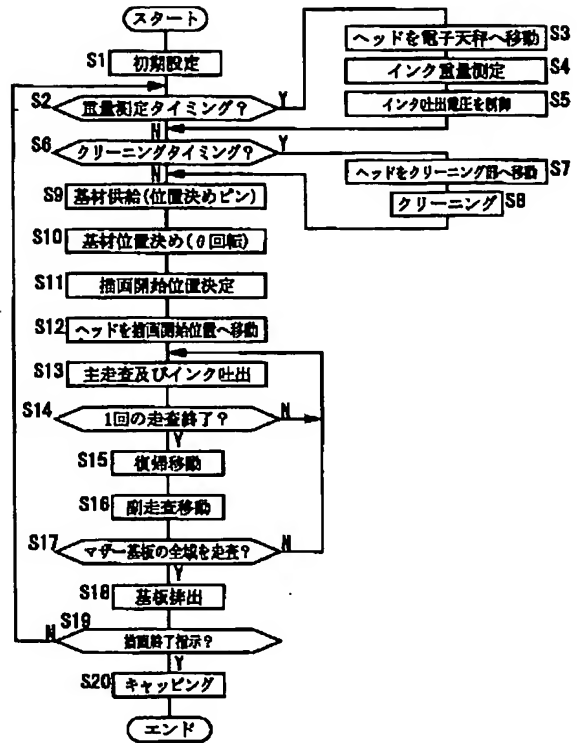 スタート
S1 初期設定
S2 重量測定タイミング? Y
N
S3 ヘッドを電子天秤へ移動
S4 インク重量測定
S5 インク吐出電圧を制御
S6 クリーニングタイミング? Y
N
S7 ヘッドをクリーニング部へ移動
クリーニング S8
S9 基材供給(位置決めピン)
S10 基材位置決め(θ回転)
S11 描画開始位置決定
S12 ヘッドを描画開始位置へ移動
S13 主走査及びインク吐出
S14 1回の走査終了? N
Y
S15 復帰移動
S16 副走査移動
S17 マザー基板の全域を走査? N
Y
S18 基板排出
S19 描画終了指示? N
Y
S20 キャッピング
エンド